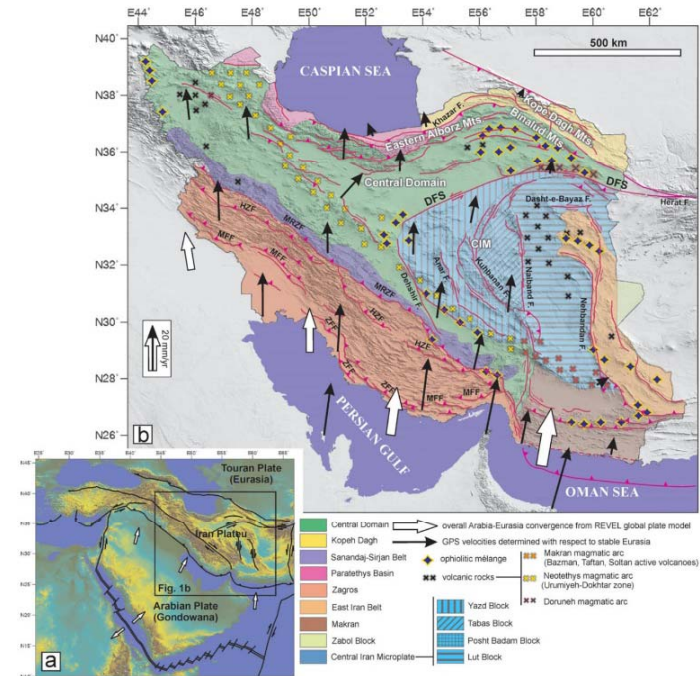 E44° E46° E48° E50° E52° E54° E56° E58° E60° E62°
N40°
N38°
N36°
N34°
N32°
N30°
N28°
N26°
500 km
CASPIAN SEA
Khazar F.
Eastern Alborz Mts.
Kope Dagh Mts.
Binalud Mts.
Central Domain
DFS
DFS
Herat F.
Dasht-e-Bayaz F.
HZF
MRZF
MFF
MFF
CIM
Anar F.
Kuhbanan F.
Naiband F.
Nehbandan F.
Dehshir F.
MRZF
HZF
ZFF
HZF
ZFF
MFF
MFF
20 mm/yr
PERSIAN GULF
OMAN SEA
b
Touran Plate
(Eurasia)
Iran Plateu
Fig. 1b
Arabian Plate
(Gondowana)
a
Central Domain
Kopeh Dagh
Sanandaj-Sirjan Belt
Paratethys Basin
Zagros
East Iran Belt
Makran
Zabol Block
Central Iran Microplate
overall Arabia-Eurasia convergence from REVEL global plate model
GPS velocities determined with respect to stable Eurasia
ophiolitic mélange
volcanic rocks
Makran magmatic arc
(Bazman, Taftan, Soltan active volcanoes)
Neotethys magmatic arc
(Urumiyeh-Dokhtar zone)
Doruneh magmatic arc
Yazd Block
Tabas Block
Posht Badam Block
Lut Block